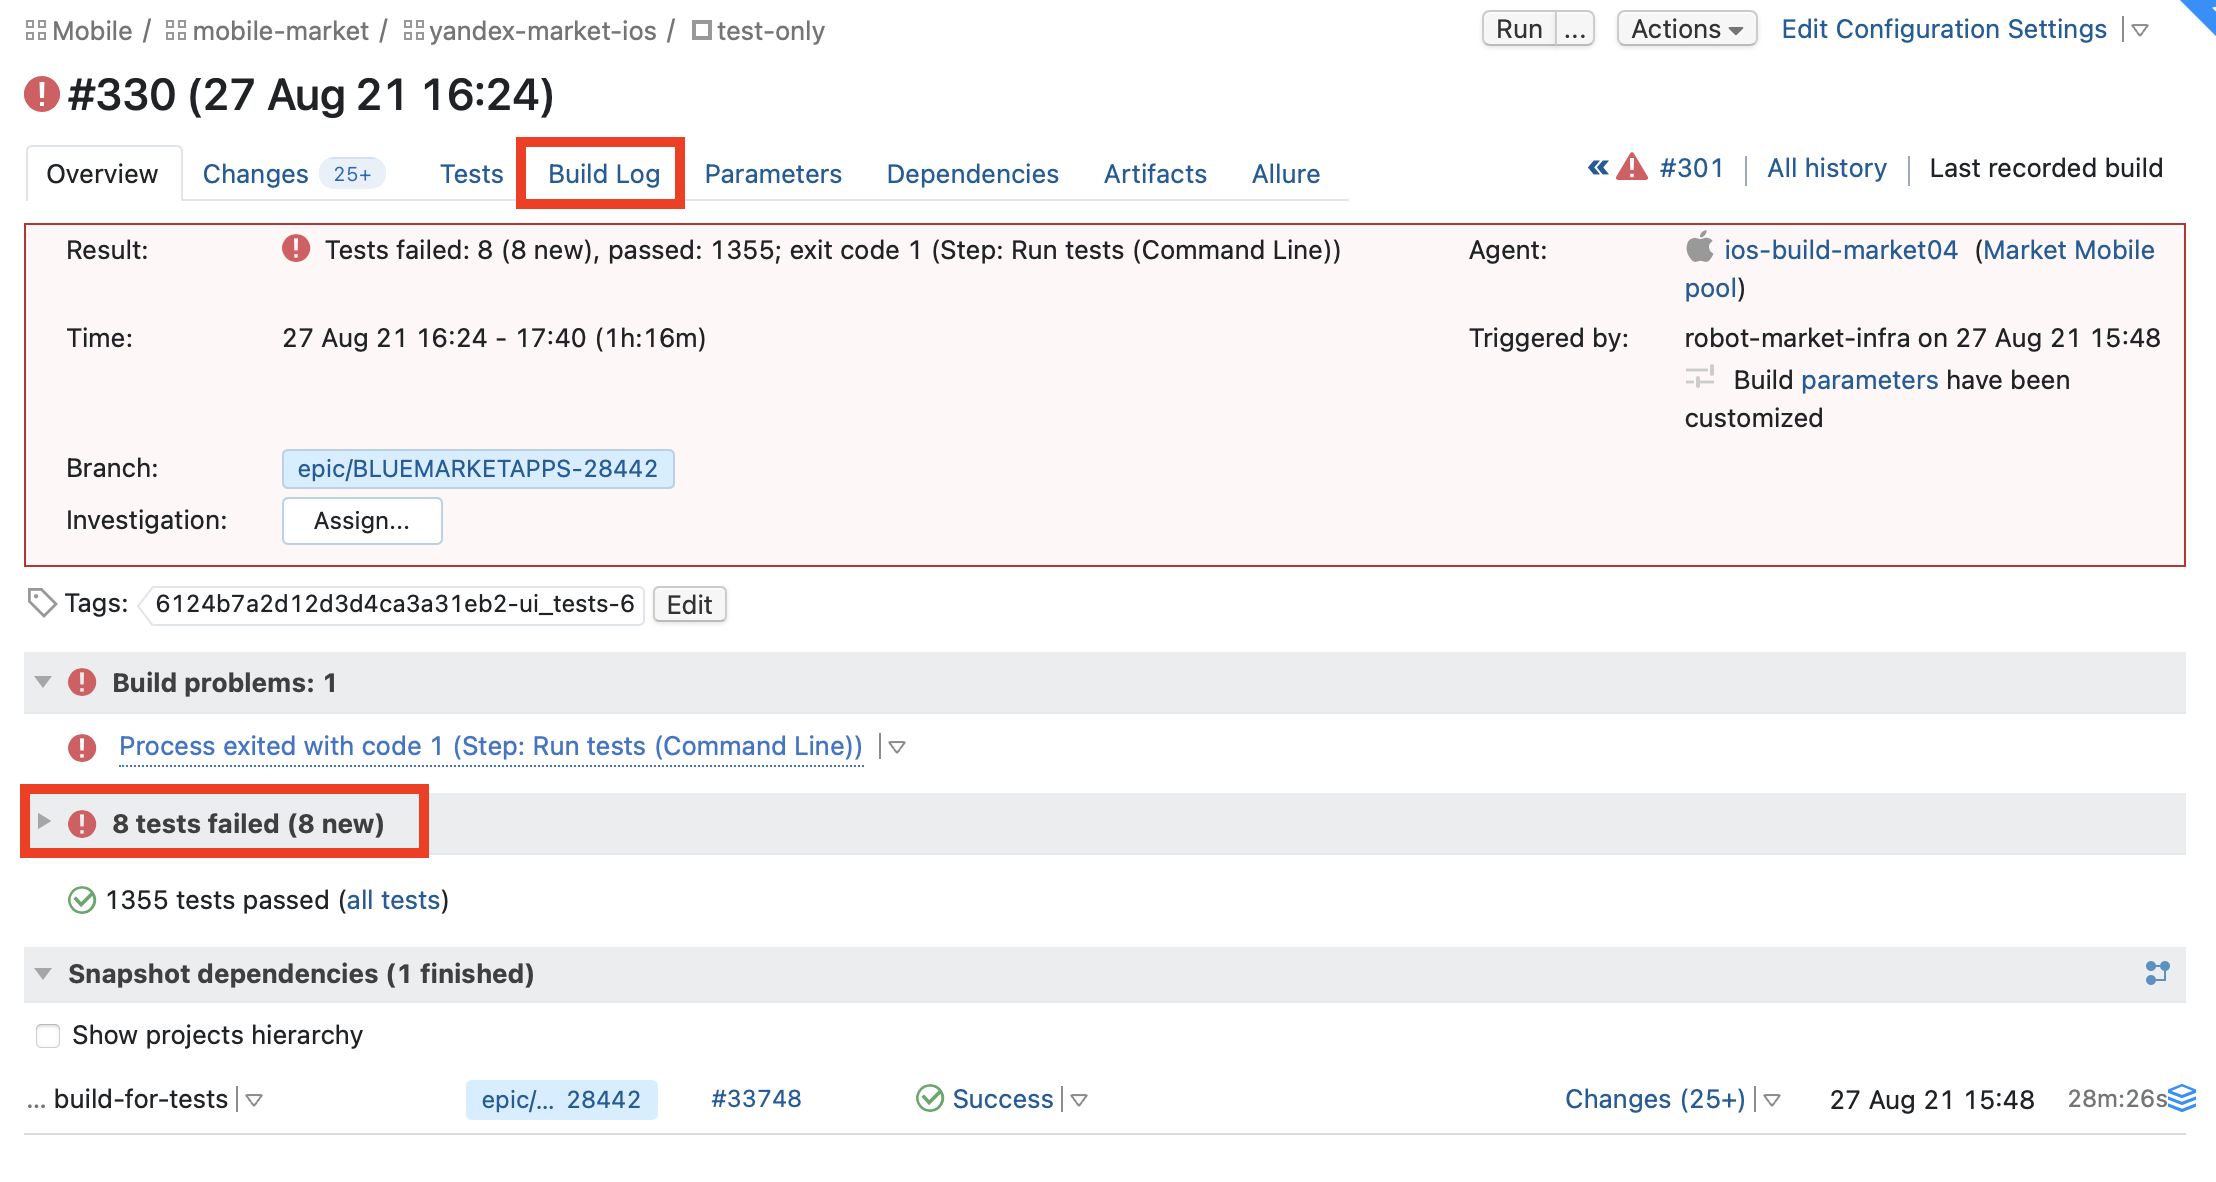 Mobile / mobile-market / yandex-market-ios / test-only
Run ... Actions Edit Configuration Settings
#330 (27 Aug 21 16:24)
Overview Changes 25+ Tests Build Log Parameters Dependencies Artifacts Allure « #301 | All history | Last recorded build
Result: Tests failed: 8 (8 new), passed: 1355; exit code 1 (Step: Run tests (Command Line)) Agent: ios-build-market04 (Market Mobile
pool)
Time: 27 Aug 21 16:24 - 17:40 (1h:16m) Triggered by: robot-market-infra on 27 Aug 21 15:48
Build parameters have been
customized
Branch: epic/BLUEMARKETAPPS-28442
Investigation: Assign...
Tags: 6124b7a2d12d3d4ca3a31eb2-ui_tests-6 Edit
Build problems: 1
Process exited with code 1 (Step: Run tests (Command Line))
8 tests failed (8 new)
1355 tests passed (all tests)
Snapshot dependencies (1 finished)
Show projects hierarchy
... build-for-tests epic/... 28442 #33748 Success Changes (25+) 27 Aug 21 15:48 28m:26s